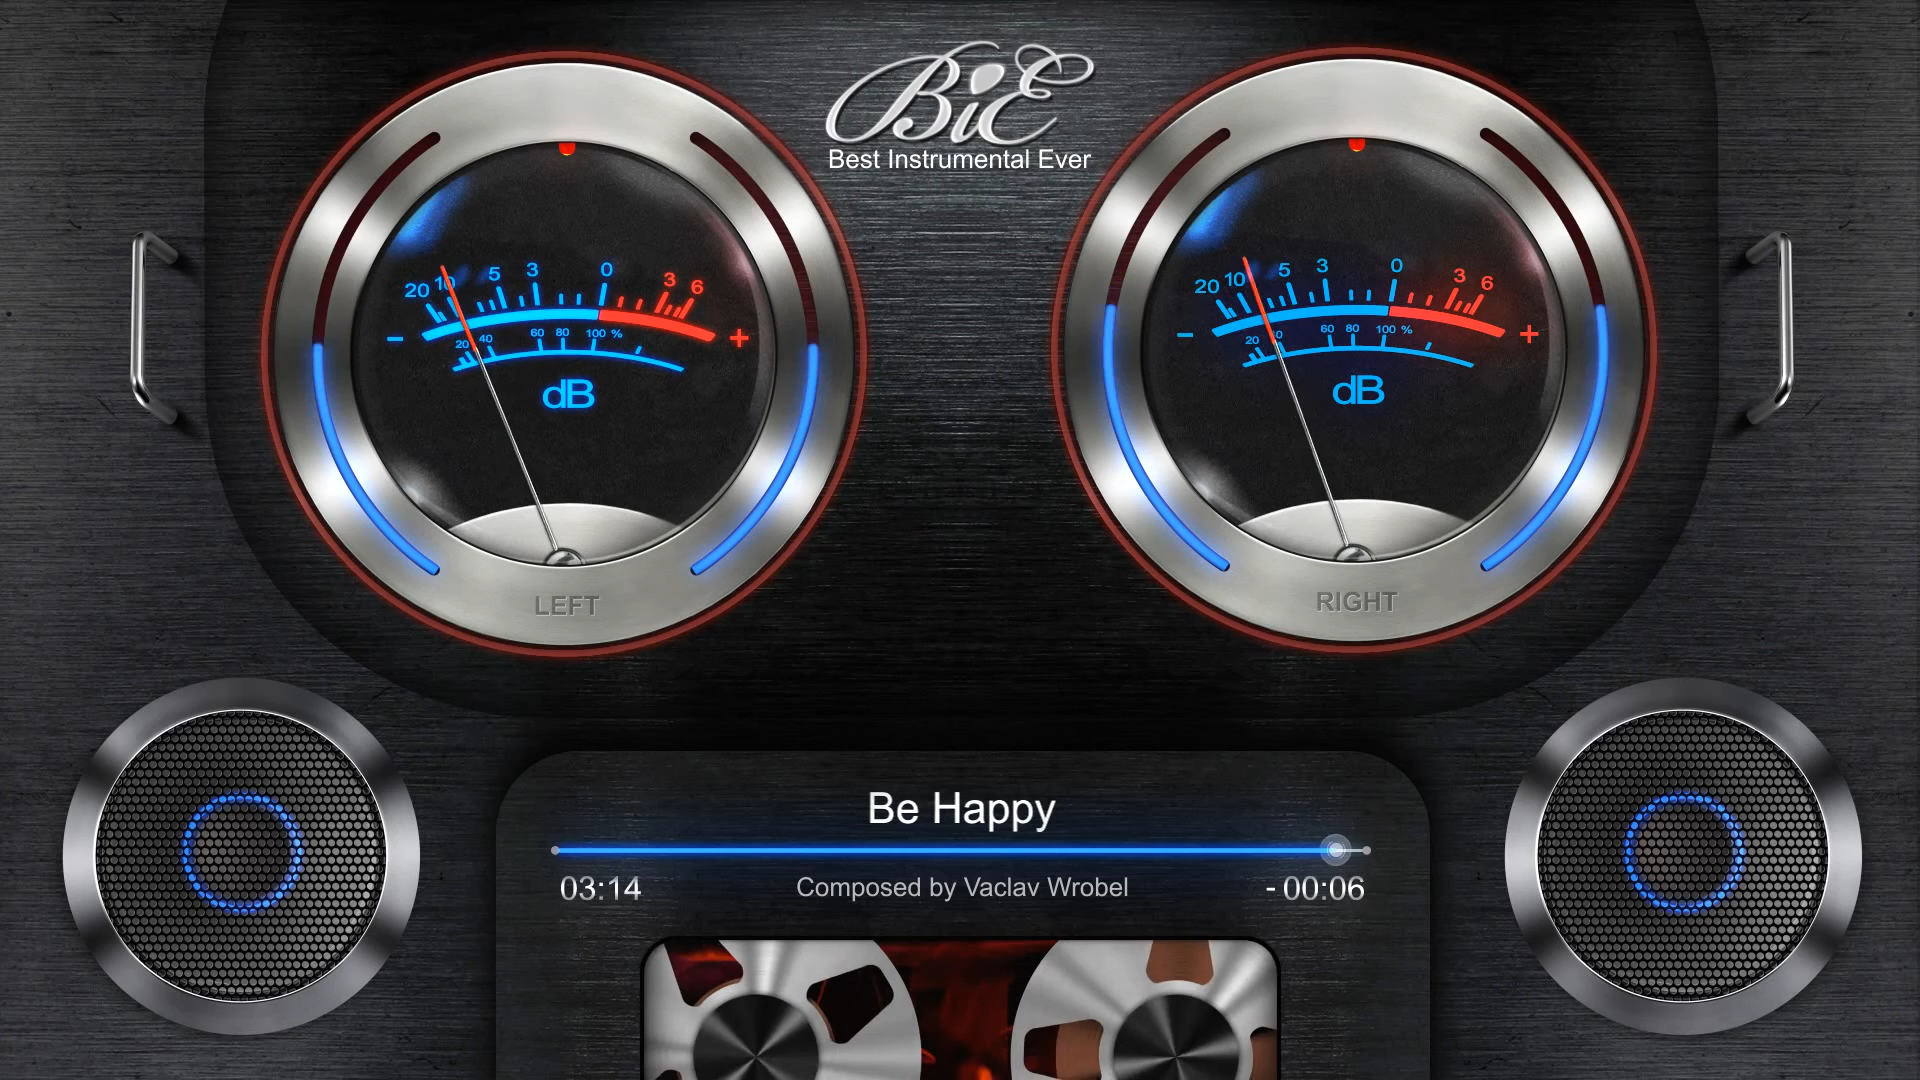 BiE
Best Instrumental Ever
20 10 5 3 0 3 6
- +
20 40 60 80 100 %
dB
LEFT
20 10 5 3 0 3 6
- +
20 60 80 100 %
dB
RIGHT
Be Happy
03:14 Composed by Vaclav Wrobel - 00:06